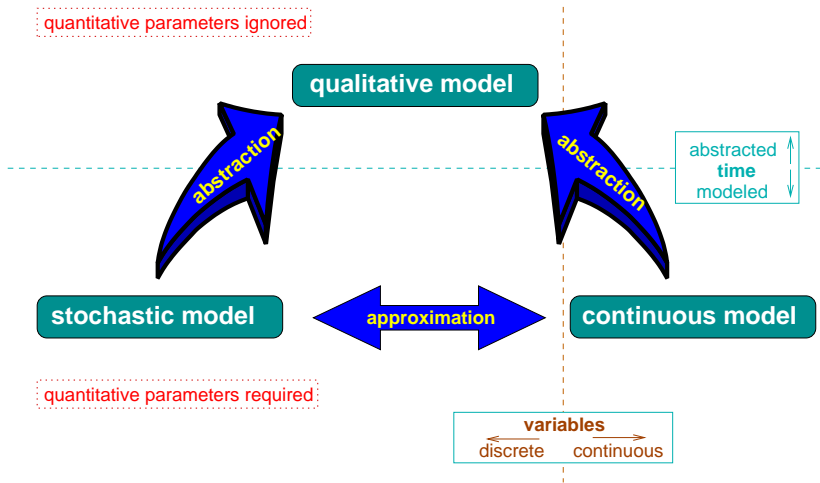 quantitative parameters ignored
qualitative model
abstraction
abstraction
abstracted
time
modeled
stochastic model
approximation
continuous model
quantitative parameters required
variables
discrete
continuous